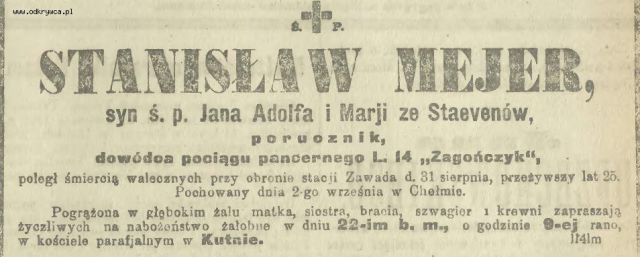 www.odkrywca.pl
Ś. P.
STANISŁAW MEJER,
syn ś. p. Jana Adolfa i Marji ze Staevenów,
porucznik,
dowódca pociągu pancernego L. 14 „Zagończyk“,
poległ śmiercią walecznych przy obronie stacji Zawada d. 31 sierpnia, przeżywszy lat 25.
Pochowany dnia 2-go września w Chełmie.
Pogrążona w głębokim żalu matka, siostra, bracia, szwagier i krewni zapraszają
życzliwych na nabożeństwo żałobne w dniu 22-im b. m., o godzinie 9-ej rano,
w kościele parafjalnym w Kutnie. 1141m